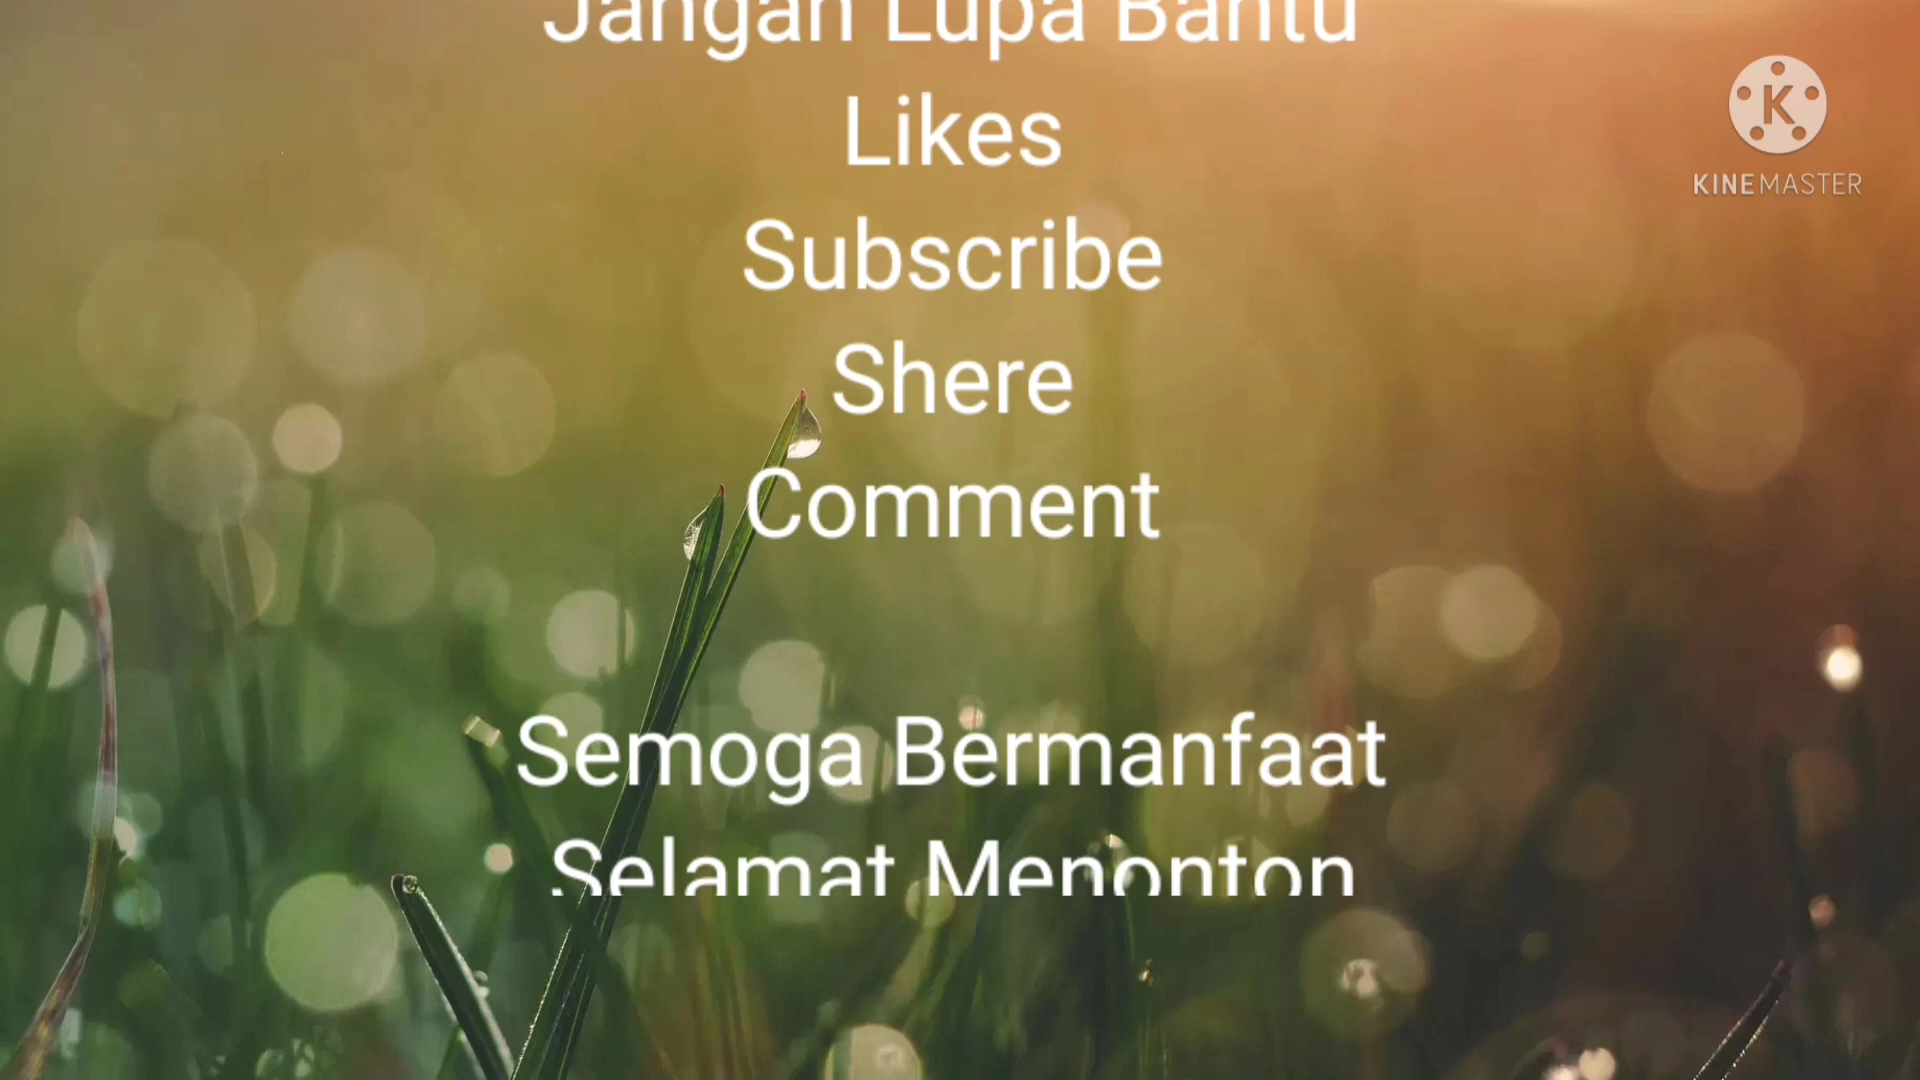 Jangan Lupa Bantu
Likes
Subscribe
Shere
Comment
Semoga Bermanfaat
Selamat Menonton
K
KINEMASTER